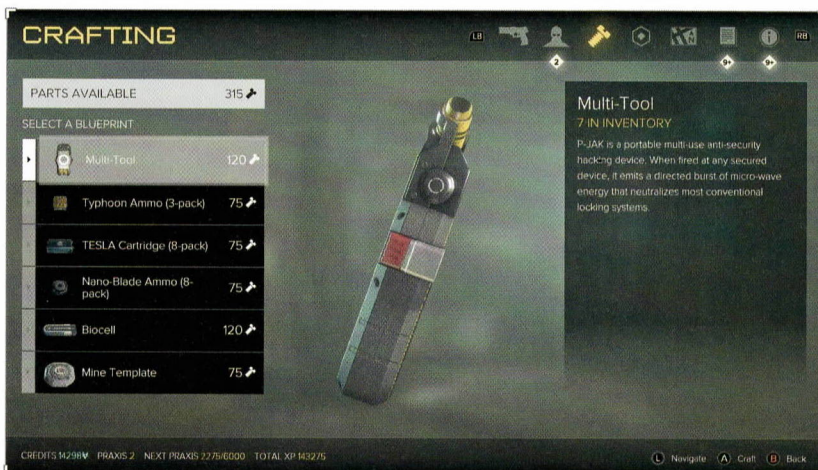 CRAFTING
LB
RB
2
9+
9+
PARTS AVAILABLE 315
SELECT A BLUEPRINT
Multi-Tool 120
Typhoon Ammo (3-pack) 75
TESLA Cartridge (8-pack) 75
Nano-Blade Ammo (8-
pack) 75
Biocell 120
Mine Template 75
Multi-Tool
7 IN INVENTORY
P-JAK is a portable multi-use anti-security
hacking device. When fired at any secured
device, it emits a directed burst of micro-wave
energy that neutralizes most conventional
locking systems.
CREDITS 14298 PRAXIS 2 NEXT PRAXIS 2275/6000 TOTAL XP 143275
L Navigate A Craft B Back